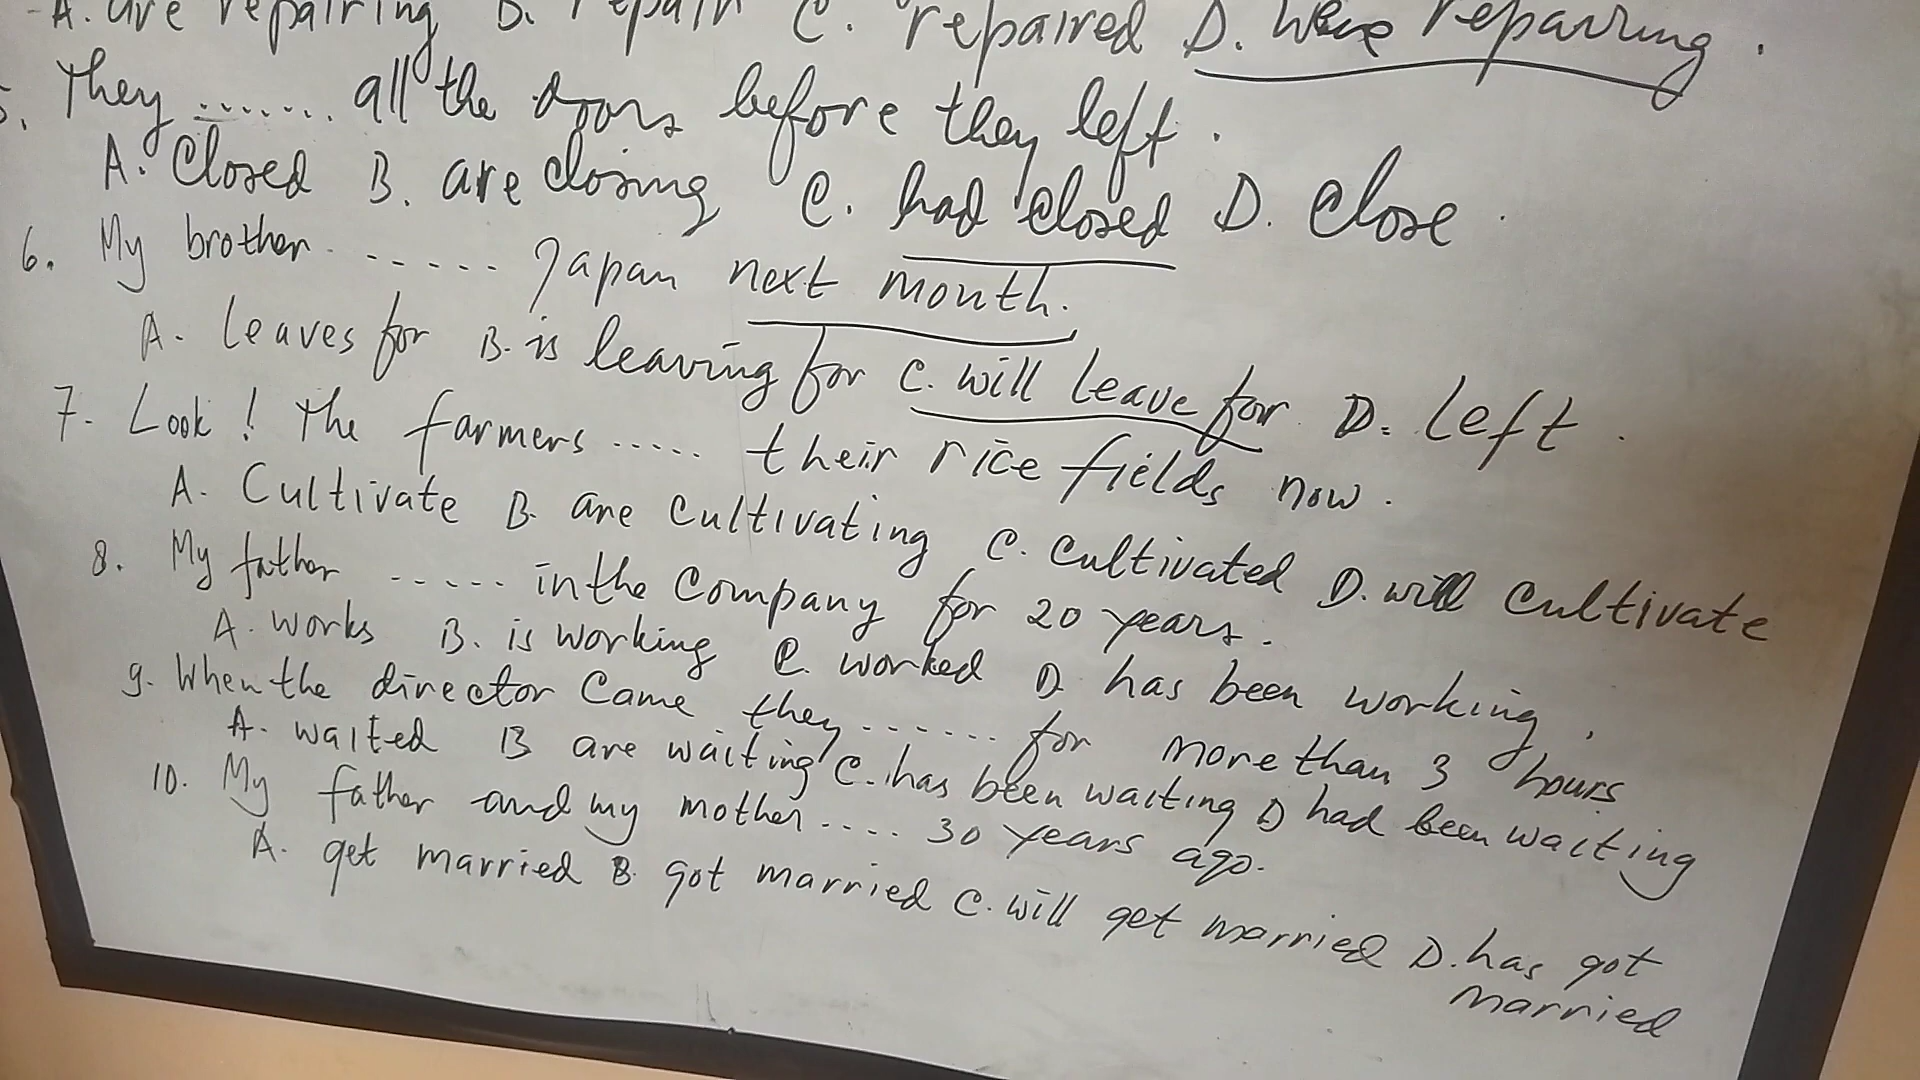 A. are repairing B. repair C. repaired D. were repairing.
5. They ....... all the doors before they left.
A. Closed B. are closing C. had closed D. close.
6. My brother ...... Japan next month.
A. leaves for B. is leaving for C. will leave for D. left.
7. Look! The farmers ..... their rice fields now.
A. Cultivate B. are cultivating C. cultivated D. will cultivate
8. My father ...... in the company for 20 years.
A. works B. is working C. worked D has been working.
9. When the director came they ....... for more than 3 hours
A. waited B are waiting C. has been waiting D had been waiting
10. My father and my mother .... 30 years ago.
A. get married B. got married C. will get married D. has got
married